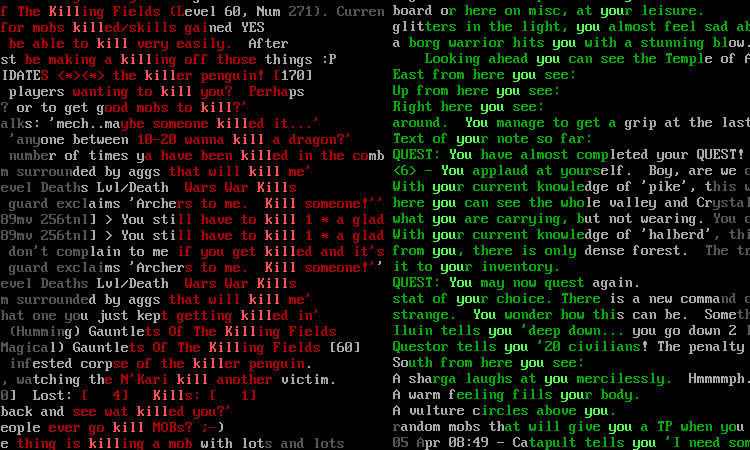 f The Killing Fields (Level 60, Num 271). Curren
for mobs killed/skills gained YES
be able to kill very easily.  After
st be making a killing off those things :P
IDATES <*><*> the killer penguin! [170]
players wanting to kill you?  Perhaps
? or to get good mobs to kill?'
alks: 'mech..maybe someone killed it...'
'anyone between 10-20 wanna kill a dragon?'
number of times ya have been killed in the comb
m surrounded by aggs that will kill me'
evel Deaths Lvl/Death  Wars War Kills
guard exclaims 'Archers to me.  Kill someone!''
89mv 256tnl] > You still have to kill 1 * a glad
89mv 256tnl] > You still have to kill 1 * a glad
don't complain to me if you get killed and it's
guard exclaims 'Archers to me.  Kill someone!''
evel Deaths Lvl/Death  Wars War Kills
m surrounded by aggs that will kill me'
hat one you just kept getting killed in'
(Humming) Gauntlets Of The Killing Fields
Magical) Gauntlets Of The Killing Fields [60]
infested corpse of the killer penguin.
, watching the N'Kari kill another victim.
0]  Lost: [   4]   Kills: [   1]
back and see wat killed you?'
eople ever go kill MOBs? ;-)
e thing is killing a mob with lots and lots
board or here on misc, at your leisure.
glitters in the light, you almost feel sad ab
a borg warrior hits you with a stunning blow.
Looking ahead you can see the Temple of A
East from here you see:
Up from here you see:
Right here you see:
around.  You manage to get a grip at the last
Text of your note so far:
QUEST: You have almost completed your QUEST!
<6> - You applaud at yourself.  Boy, are we c
With your current knowledge of 'pike', this w
here you can see the whole valley and Crystal
what you are carrying, but not wearing. You c
With your current knowledge of 'halberd', thi
from you, there is only dense forest.  The tr
it to your inventory.
QUEST: You may now quest again.
stat of your choice. There is a new command o
strange.  You wonder how this can be.  Someth
Iluin tells you 'deep down... you go down 2 l
Questor tells you '20 civilians! The penalty
South from here you see:
A sharga laughs at you mercilessly.  Hmmmmph.
A warm feeling fills your body.
A vulture circles above you.
random mobs that will give you a TP when you
05 Apr 08:49 - Catapult tells you 'I need som